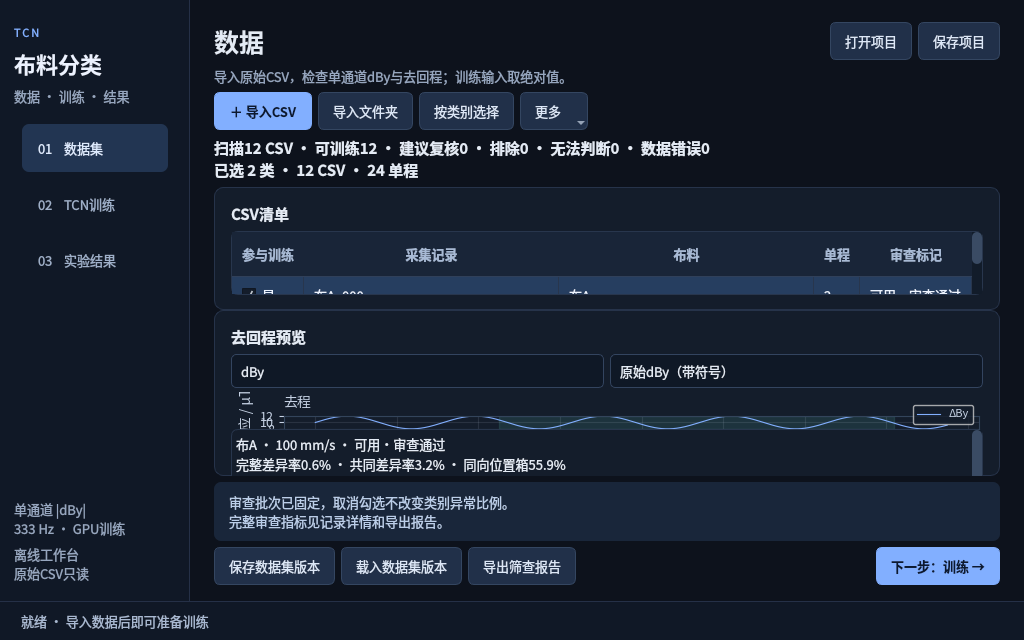 TCN
布料分类
数据 · 训练 · 结果
01 数据集
02 TCN训练
03 实验结果
单通道 |dBy|
333 Hz · GPU训练
离线工作台
原始CSV只读
数据
打开项目
保存项目
导入原始CSV，检查单通道dBy与去回程；训练输入取绝对值。
＋ 导入CSV
导入文件夹
按类别选择
更多
扫描12 CSV · 可训练12 · 建议复核0 · 排除0 · 无法判断0 · 数据错误0
已选 2 类 · 12 CSV · 24 单程
CSV清单
参与训练 采集记录 布料 单程 审查标记
去回程预览
dBy
原始dBy（带符号）
去程
12
ΔBy
布A · 100 mm/s · 可用·审查通过
完整差异率0.6% · 共同差异率3.2% · 同向位置箱55.9%
审查批次已固定，取消勾选不改变类别异常比例。
完整审查指标见记录详情和导出报告。
保存数据集版本
载入数据集版本
导出筛查报告
下一步：训练 →
就绪 · 导入数据后即可准备训练